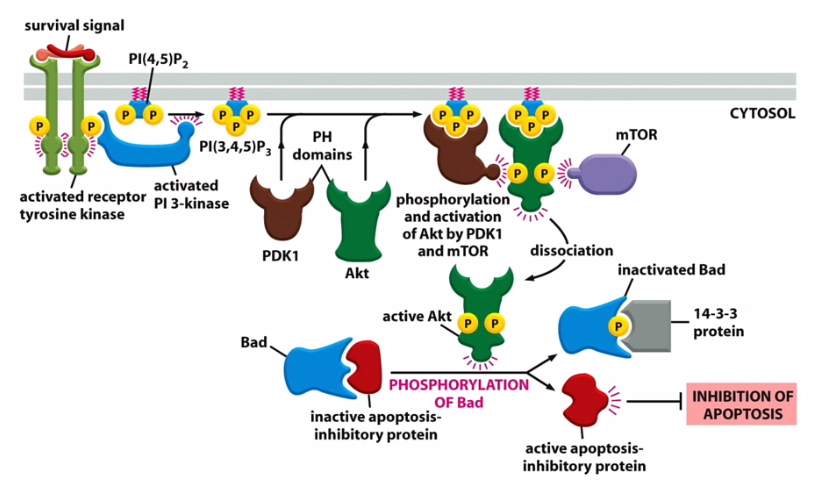 survival signal
PI(4,5)P2
CYTOSOL
P
P
P
P
P
P
P
PI(3,4,5)P3
PH
domains
P
P
P
P
P
P
P
P
mTOR
activated receptor
tyrosine kinase
activated
PI 3-kinase
PDK1
Akt
phosphorylation
and activation
of Akt by PDK1
and mTOR
dissociation
inactivated Bad
active Akt
P
P
P
14-3-3
protein
Bad
PHOSPHORYLATION
OF Bad
inactive apoptosis-
inhibitory protein
INHIBITION OF
APOPTOSIS
active apoptosis-
inhibitory protein